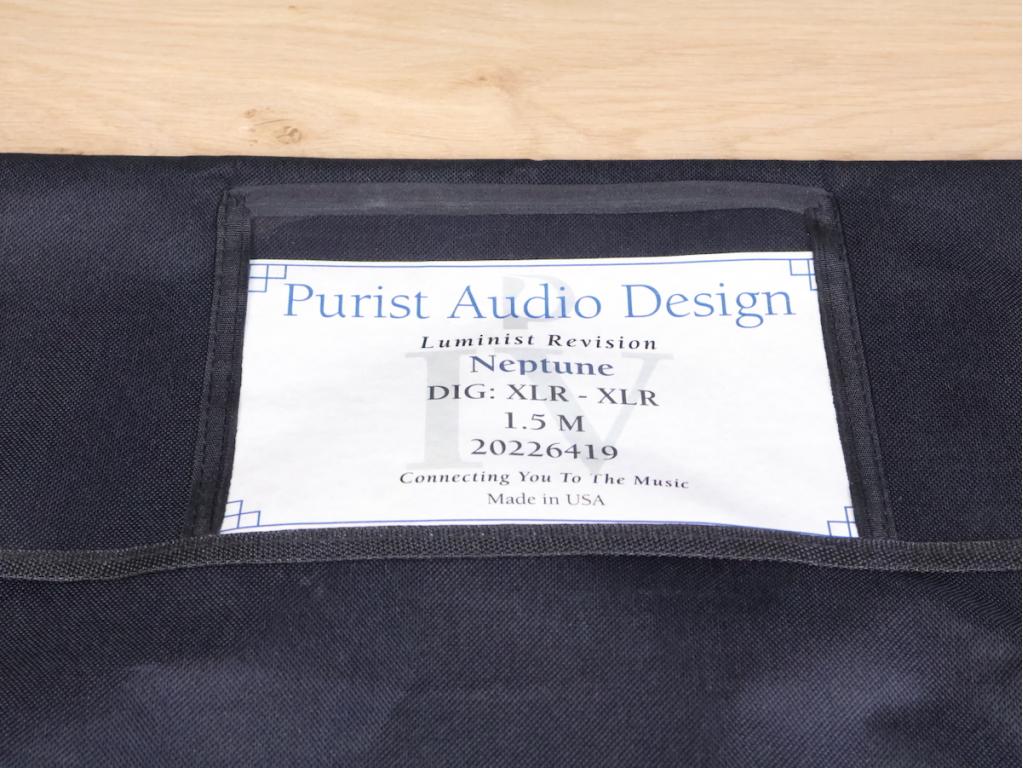 Purist Audio Design
Luminist Revision
Neptune
DIG: XLR - XLR
1.5 M
20226419
Connecting You To The Music
Made in USA